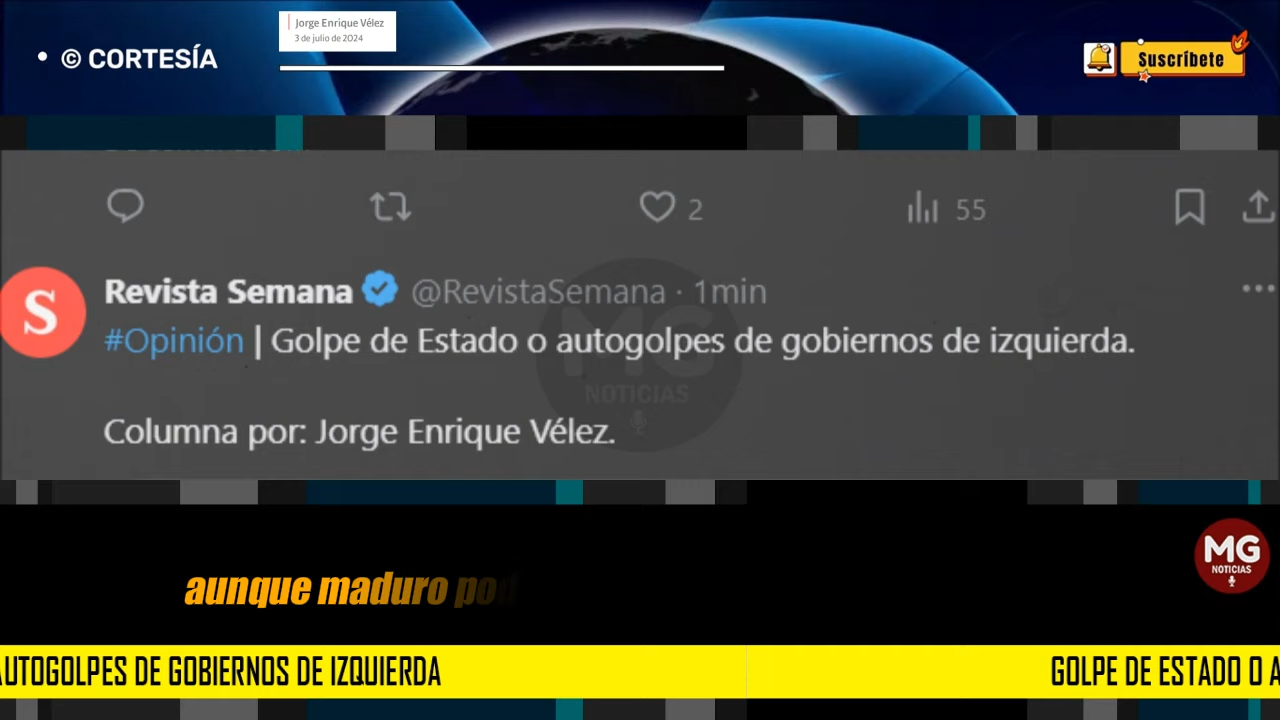 Jorge Enrique Vélez
3 de julio de 2024
• © CORTESÍA
Suscríbete
2
55
S
Revista Semana @RevistaSemana · 1min
#Opinión | Golpe de Estado o autogolpes de gobiernos de izquierda.
MG
NOTICIAS
Columna por: Jorge Enrique Vélez.
MG
NOTICIAS
aunque maduro pod
AUTOGOLPES DE GOBIERNOS DE IZQUIERDA
GOLPE DE ESTADO O A